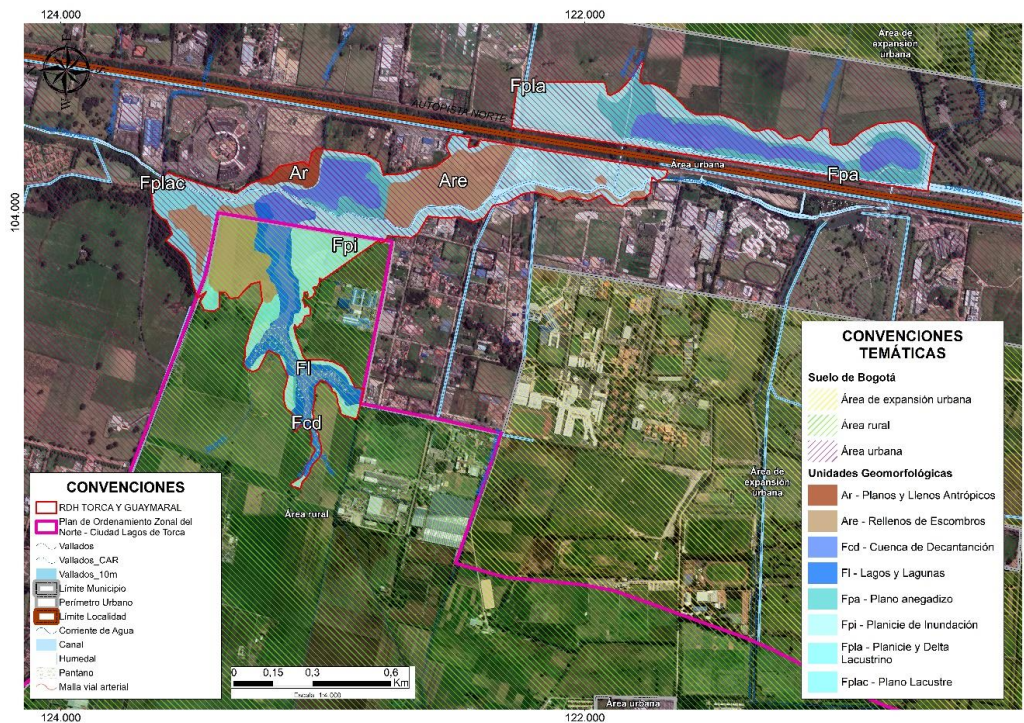 124.000
122.000
Área de
expansión
urbana
W
Fpla
AUTOPISTA NORTE
Área urbana
Ar
Are
Fpa
Fplac
104.000
Fpi
Fl
Fcd
Área de
expansión
urbana
Área rural
Área urbana
CONVENCIONES
RDH TORCA Y GUAYMARAL
Plan de Ordenamiento Zonal del
Norte - Ciudad Lagos de Torca
Vallados
Vallados_CAR
Vallados_10m
Límite Municipio
Perímetro Urbano
Límite Localidad
Corriente de Agua
Canal
Humedal
Pantano
Malla vial arterial
0 0,15 0,3 0,6
Km
Escala 1:4.000
CONVENCIONES
TEMÁTICAS
Suelo de Bogotá
Área de expansión urbana
Área rural
Área urbana
Unidades Geomorfológicas
Ar - Planos y Llenos Antrópicos
Are - Rellenos de Escombros
Fcd - Cuenca de Decantanción
Fl - Lagos y Lagunas
Fpa - Plano anegadizo
Fpi - Planicie de Inundación
Fpla - Planicie y Delta
Lacustrino
Fplac - Plano Lacustre
124.000
122.000